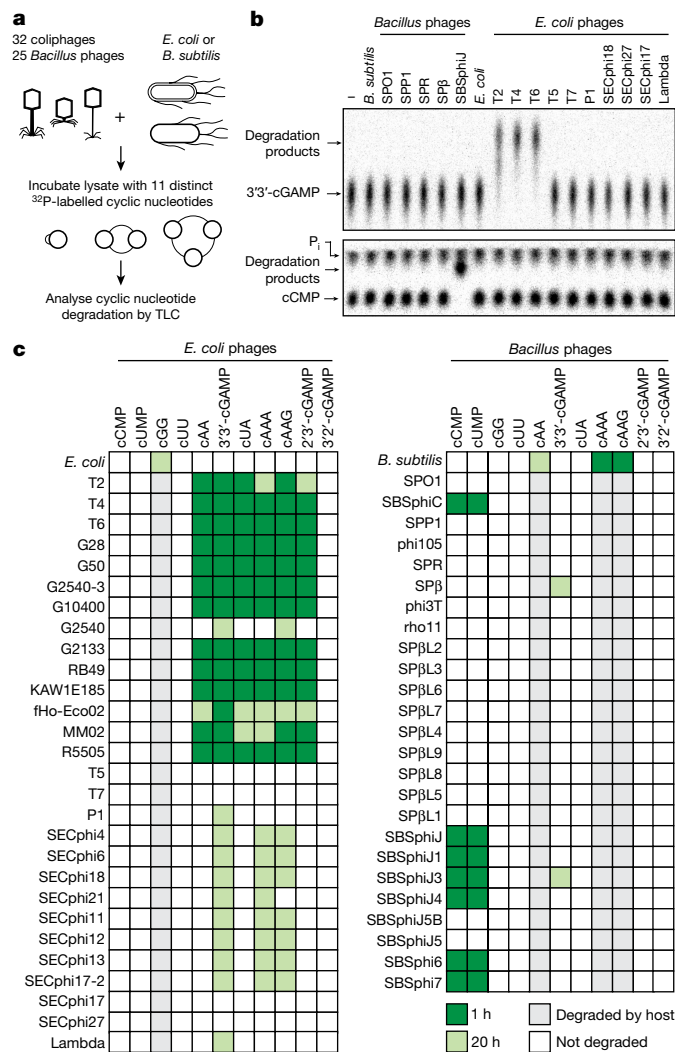 a
32 coliphages
25 Bacillus phages
E. coli or
B. subtilis
+
Incubate lysate with 11 distinct
³²P-labelled cyclic nucleotides
Analyse cyclic nucleotide
degradation by TLC
b
Bacillus phages
E. coli phages
–
B. subtilis
SPO1
SPP1
SPR
SPβ
SBSphiJ
E. coli
T2
T4
T6
T5
T7
P1
SECphi18
SECphi27
SECphi17
Lambda
Degradation
products
3′3′-cGAMP
Pi
Degradation
products
cCMP
c
E. coli phages
cCMP
cUMP
cGG
cUU
cAA
3′3′-cGAMP
cUA
cAAA
cAAG
2′3′-cGAMP
3′2′-cGAMP
E. coli
T2
T4
T6
G28
G50
G2540-3
G10400
G2540
G2133
RB49
KAW1E185
fHo-Eco02
MM02
R5505
T5
T7
P1
SECphi4
SECphi6
SECphi18
SECphi21
SECphi11
SECphi12
SECphi13
SECphi17-2
SECphi17
SECphi27
Lambda
Bacillus phages
cCMP
cUMP
cGG
cUU
cAA
3′3′-cGAMP
cUA
cAAA
cAAG
2′3′-cGAMP
3′2′-cGAMP
B. subtilis
SPO1
SBSphiC
SPP1
phi105
SPR
SPβ
phi3T
rho11
SPβL2
SPβL3
SPβL6
SPβL7
SPβL4
SPβL9
SPβL8
SPβL5
SPβL1
SBSphiJ
SBSphiJ1
SBSphiJ3
SBSphiJ4
SBSphiJ5B
SBSphiJ5
SBSphi6
SBSphi7
1 h
Degraded by host
20 h
Not degraded